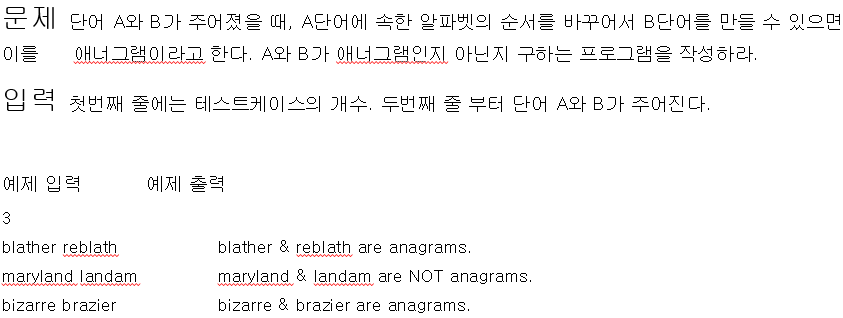 문제 단어 A와 B가 주어졌을 때, A단어에 속한 알파벳의 순서를 바꾸어서 B단어를 만들 수 있으면
이를 애너그램이라고 한다. A와 B가 애너그램인지 아닌지 구하는 프로그램을 작성하라.
입력 첫번째 줄에는 테스트케이스의 개수. 두번째 줄 부터 단어 A와 B가 주어진다.
예제 입력 예제 출력
3
blather reblath blather & reblath are anagrams.
maryland landam maryland & landam are NOT anagrams.
bizarre brazier bizarre & brazier are anagrams.